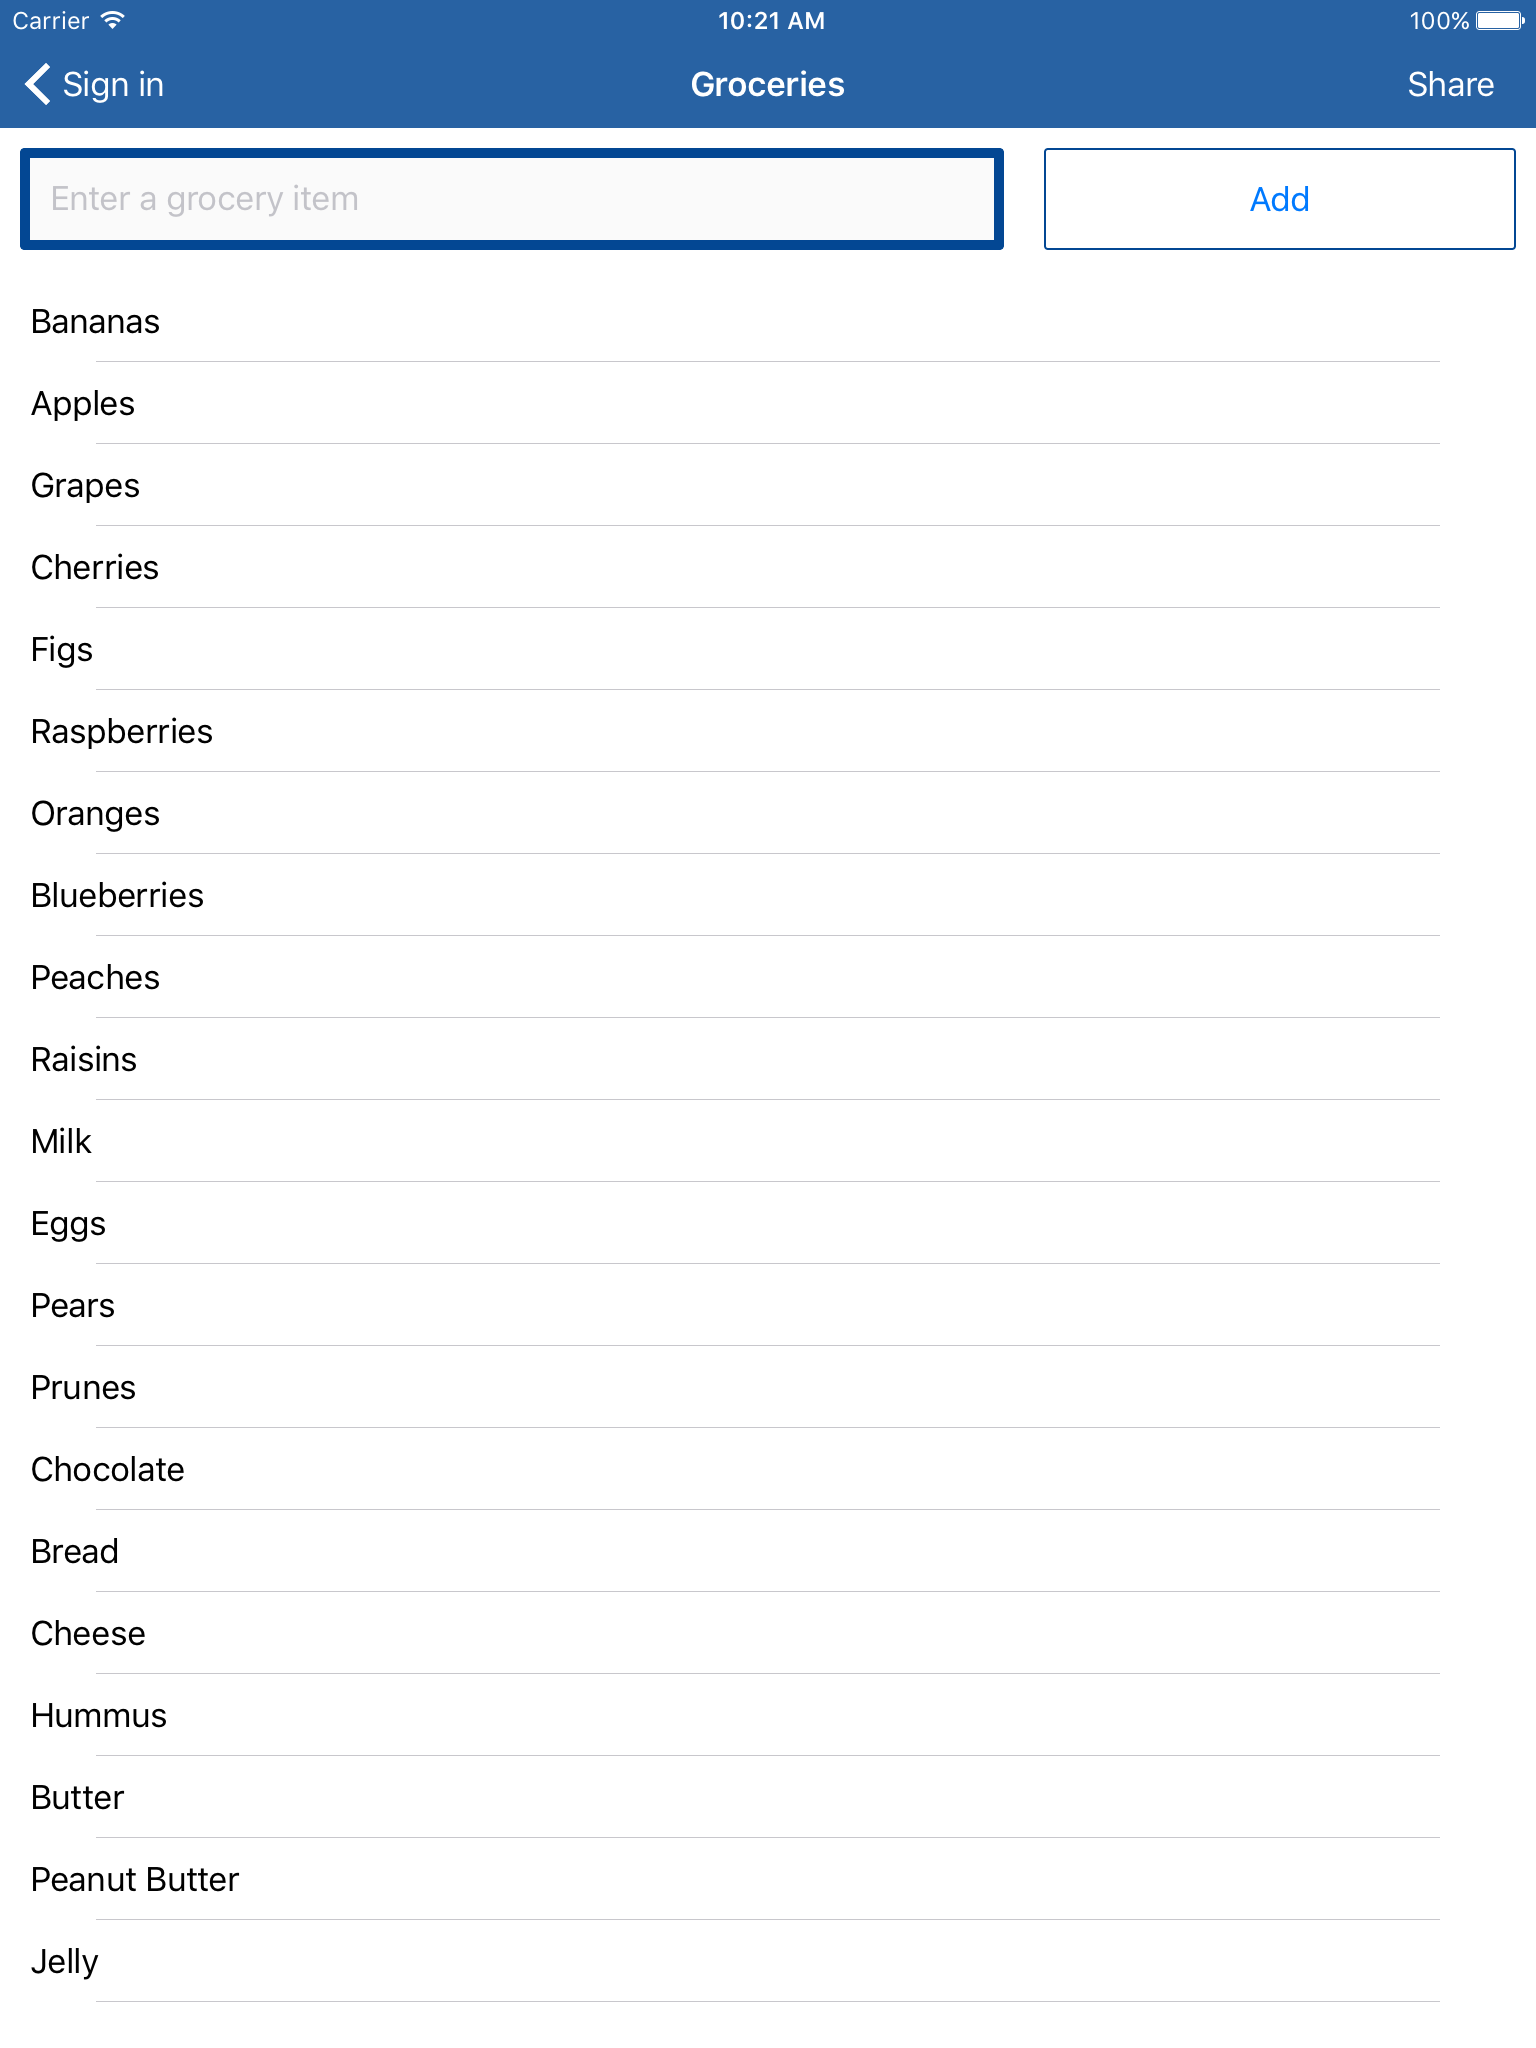 Carrier 10:21 AM 100%
Sign in Groceries Share
Enter a grocery item Add
Bananas
Apples
Grapes
Cherries
Figs
Raspberries
Oranges
Blueberries
Peaches
Raisins
Milk
Eggs
Pears
Prunes
Chocolate
Bread
Cheese
Hummus
Butter
Peanut Butter
Jelly